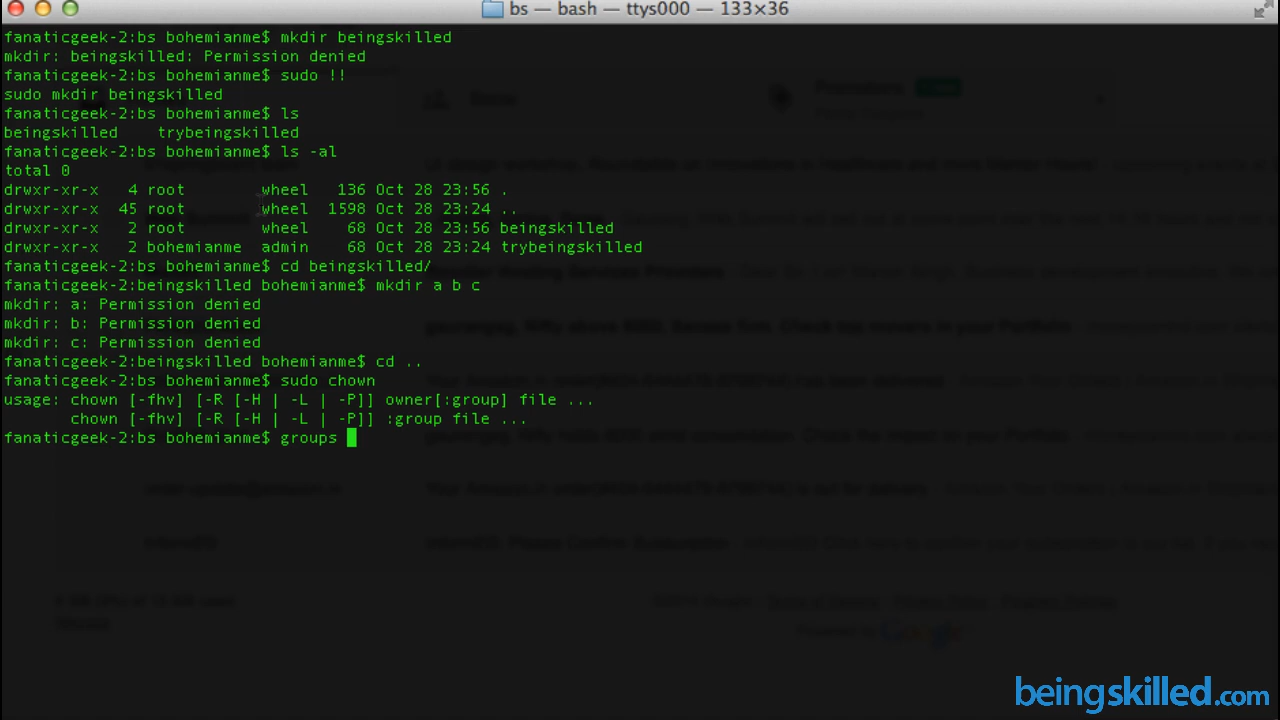 bs — bash — ttys000 — 133×36
fanaticgeek-2:bs bohemianme$ mkdir beingskilled
mkdir: beingskilled: Permission denied
fanaticgeek-2:bs bohemianme$ sudo !!
sudo mkdir beingskilled
fanaticgeek-2:bs bohemianme$ ls
beingskilled    trybeingskilled
fanaticgeek-2:bs bohemianme$ ls -al
total 0
drwxr-xr-x   4 root        wheel   136 Oct 28 23:56 .
drwxr-xr-x  45 root        wheel  1598 Oct 28 23:24 ..
drwxr-xr-x   2 root        wheel    68 Oct 28 23:56 beingskilled
drwxr-xr-x   2 bohemianme  admin    68 Oct 28 23:24 trybeingskilled
fanaticgeek-2:bs bohemianme$ cd beingskilled/
fanaticgeek-2:beingskilled bohemianme$ mkdir a b c
mkdir: a: Permission denied
mkdir: b: Permission denied
mkdir: c: Permission denied
fanaticgeek-2:beingskilled bohemianme$ cd ..
fanaticgeek-2:bs bohemianme$ sudo chown
usage: chown [-fhv] [-R [-H | -L | -P]] owner[:group] file ...
       chown [-fhv] [-R [-H | -L | -P]] :group file ...
fanaticgeek-2:bs bohemianme$ groups
beingskilled.com